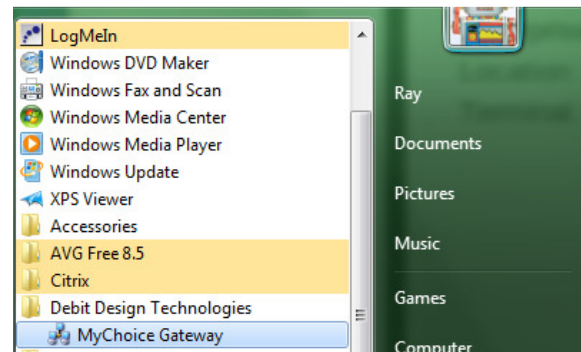 LogMeIn
Windows DVD Maker
Windows Fax and Scan
Windows Media Center
Windows Media Player
Windows Update
XPS Viewer
Accessories
AVG Free 8.5
Citrix
Debit Design Technologies
MyChoice Gateway
Ray
Documents
Pictures
Music
Games
Computer